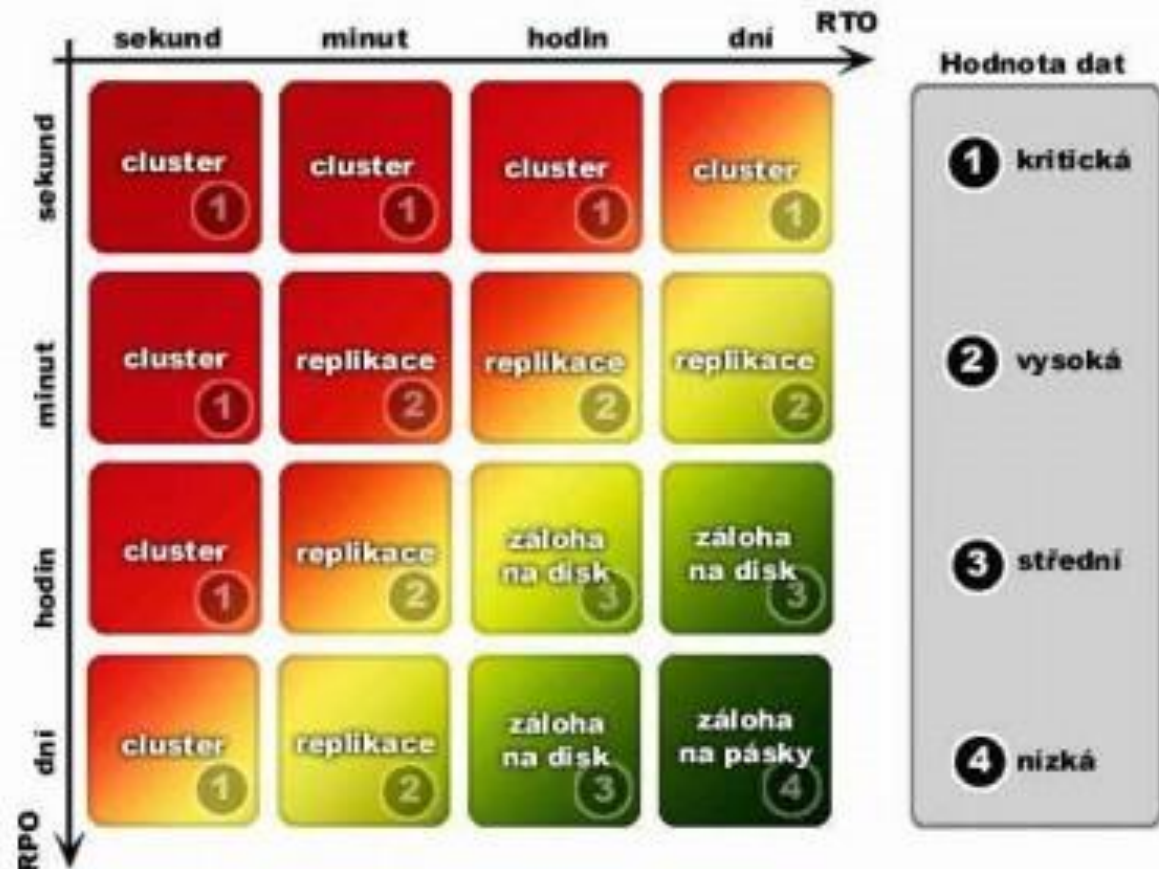 RTO
sekund minut hodin dní
Hodnota dat
sekund
cluster
1
cluster
1
cluster
1
cluster
1
1 kritická
minut
cluster
1
replikace
2
replikace
2
replikace
2
2 vysoká
hodin
cluster
1
replikace
2
záloha
na disk
3
záloha
na disk
3
3 střední
dní
cluster
1
replikace
2
záloha
na disk
3
záloha
na pásky
4
4 nízká
RPO